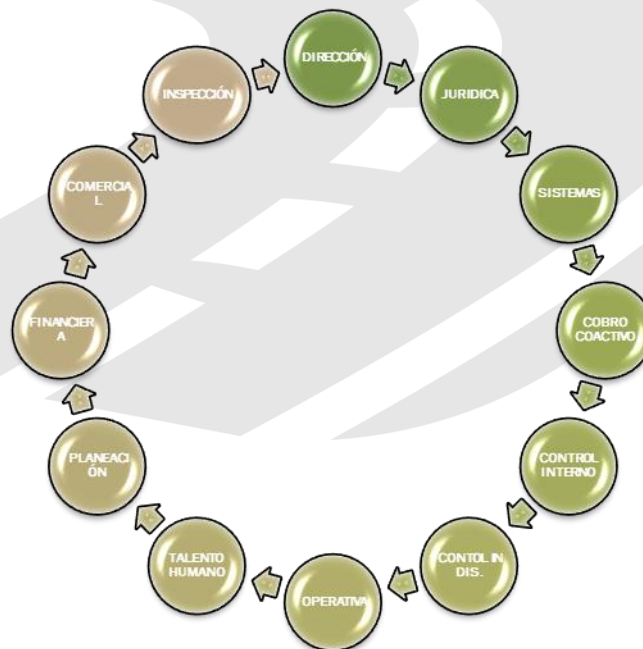 DIRECCIÓN
JURIDICA
SISTEMAS
COBRO
COACTIVO
CONTROL
INTERNO
CONTOL IN
DIS.
OPERATIVA
TALENTO
HUMANO
PLANEACI
ÓN
FINANCIER
A
COMERCIA
L
INSPECCIÓN